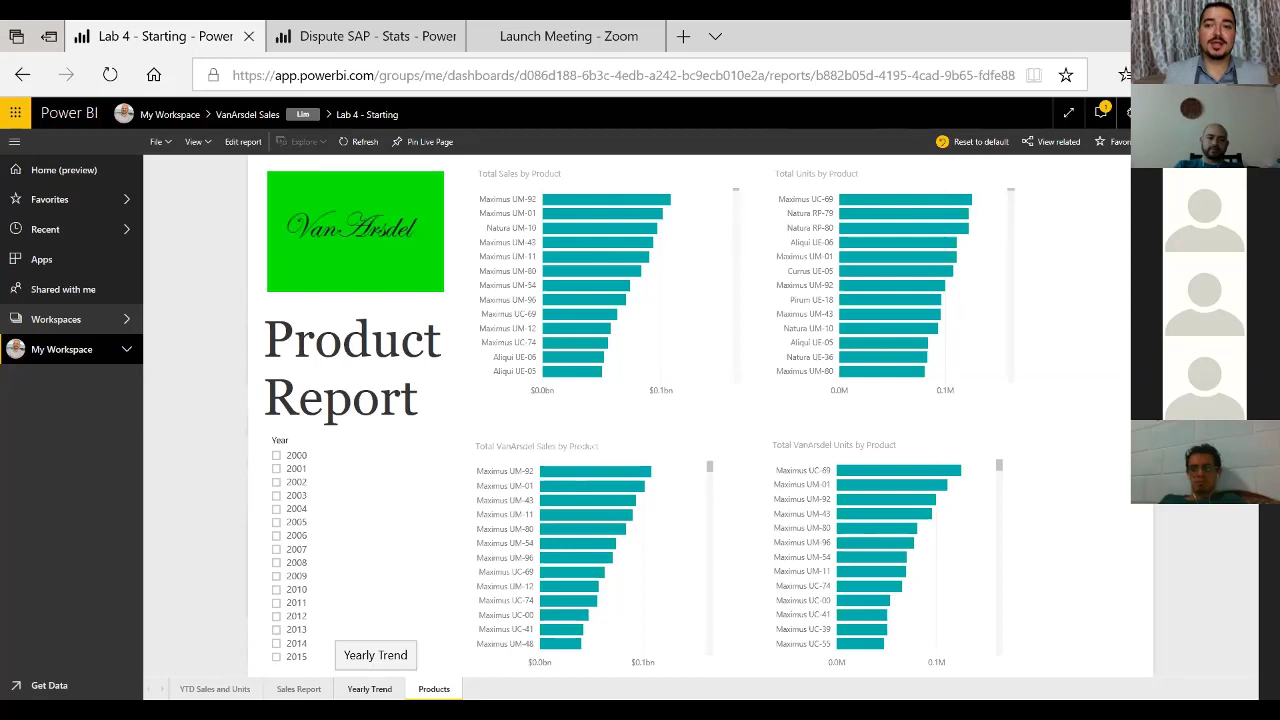 Lab 4 - Starting - Power
Dispute SAP - Stats - Power
Launch Meeting - Zoom
https://app.powerbi.com/groups/me/dashboards/d086d188-6b3c-4edb-a242-bc9ecb010e2a/reports/b882b05d-4195-4cad-9b65-fdfe88
Power BI
My Workspace > VanArsdel Sales Lim > Lab 4 - Starting
File View Edit report Explore Refresh Pin Live Page
Reset to default View related Favor
Home (preview)
Favorites
Recent
Apps
Shared with me
Workspaces
My Workspace
Get Data
VanArsdel
Product
Report
Year
2000
2001
2002
2003
2004
2005
2006
2007
2008
2009
2010
2011
2012
2013
2014
2015
Yearly Trend
Total Sales by Product
Maximus UM-92
Maximus UM-01
Natura UM-10
Maximus UM-43
Maximus UM-11
Maximus UM-80
Maximus UM-54
Maximus UM-96
Maximus UC-69
Maximus UM-12
Maximus UC-74
Aliqui UE-06
Aliqui UE-05
$0.0bn $0.1bn
Total Units by Product
Maximus UC-69
Natura RP-79
Natura RP-80
Aliqui UE-06
Maximus UM-01
Currus UE-05
Maximus UM-92
Pirum UE-18
Maximus UM-43
Natura UM-10
Aliqui UE-05
Natura UE-36
Maximus UM-80
0.0M 0.1M
Total VanArsdel Sales by Product
Maximus UM-92
Maximus UM-01
Maximus UM-43
Maximus UM-11
Maximus UM-80
Maximus UM-54
Maximus UM-96
Maximus UC-69
Maximus UM-12
Maximus UC-74
Maximus UC-00
Maximus UC-41
Maximus UM-48
$0.0bn $0.1bn
Total VanArsdel Units by Product
Maximus UC-69
Maximus UM-01
Maximus UM-92
Maximus UM-43
Maximus UM-80
Maximus UM-96
Maximus UM-54
Maximus UM-11
Maximus UC-74
Maximus UC-00
Maximus UC-41
Maximus UC-39
Maximus UC-55
0.0M 0.1M
YTD Sales and Units Sales Report Yearly Trend Products